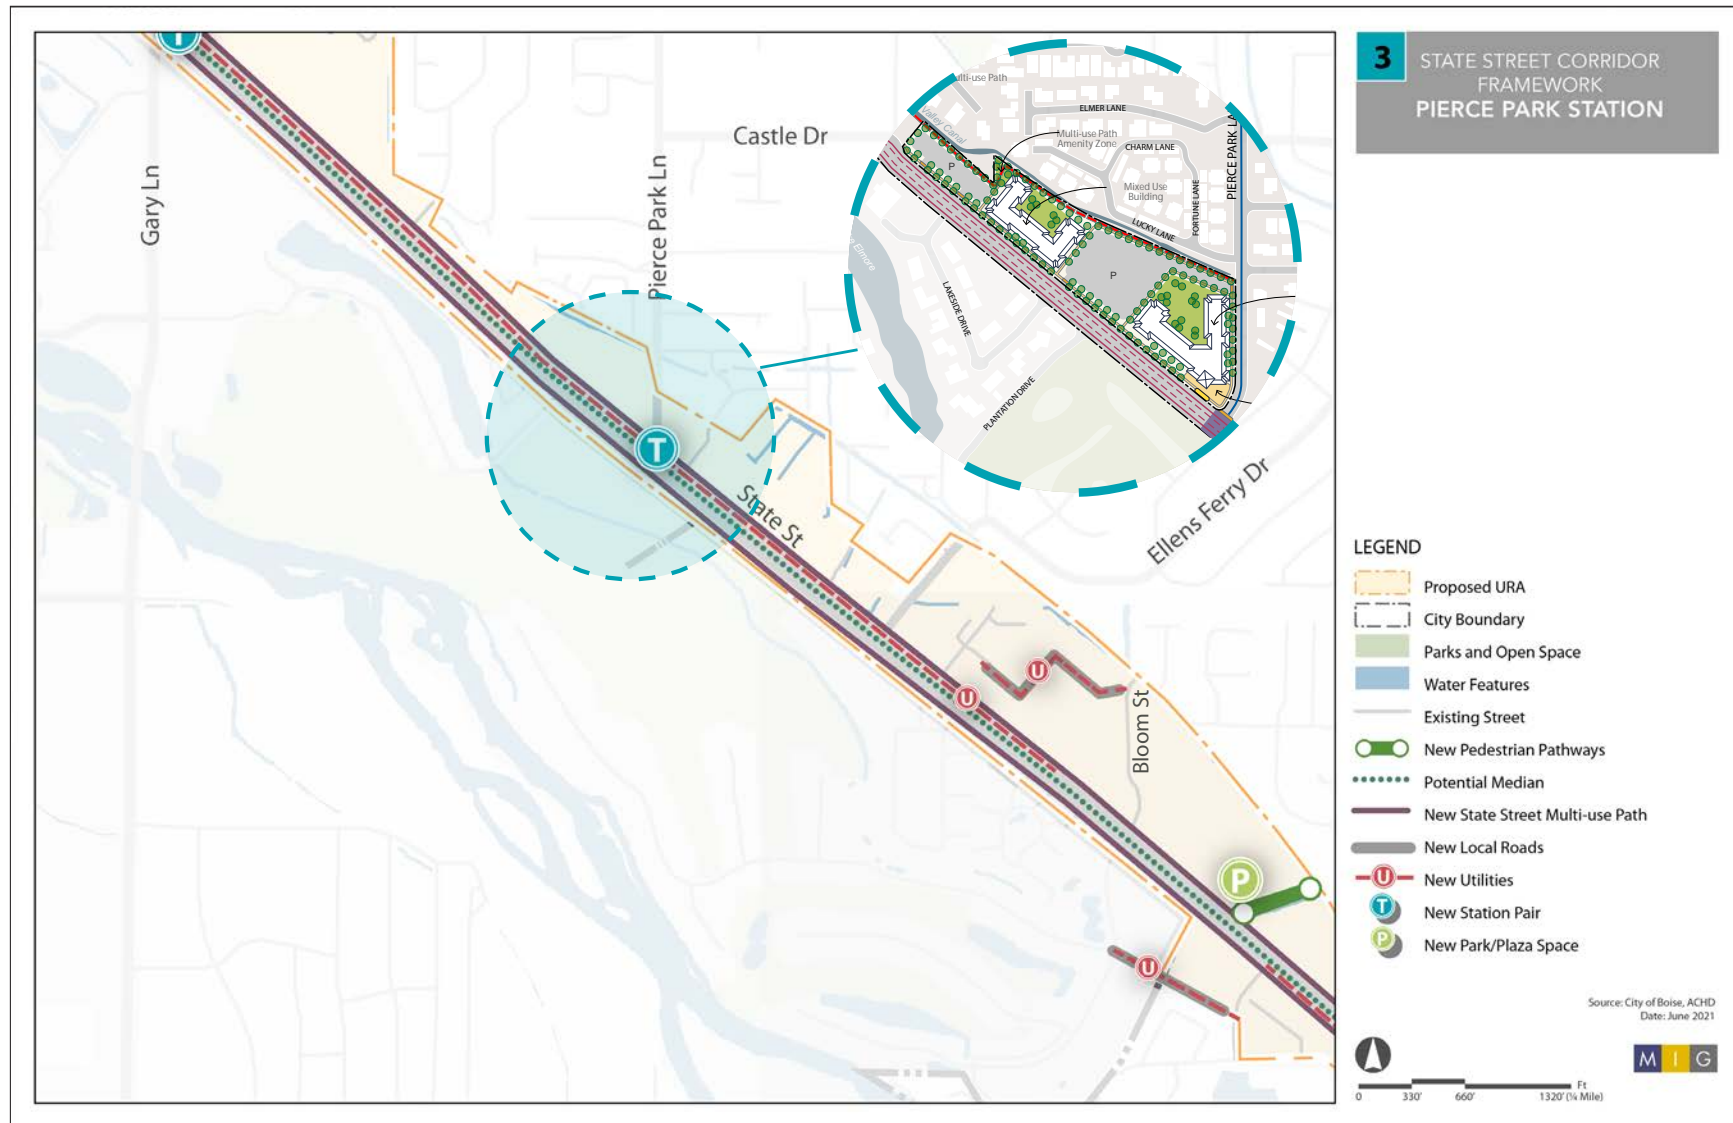 3
STATE STREET CORRIDOR
FRAMEWORK
PIERCE PARK STATION
T
Gary Ln
Castle Dr
Pierce Park Ln
T
State St
Ellens Ferry Dr
Bloom St
U
U
U
P
Multi-use Path
Valley Canal
ELMER LANE
Multi-use Path
Amenity Zone
CHARM LANE
Mixed Use
Building
FORTUNE LANE
LUCKY LANE
PIERCE PARK LA
P
P
Elmore
LAKESIDE DRIVE
PLANTATION DRIVE
LEGEND
Proposed URA
City Boundary
Parks and Open Space
Water Features
Existing Street
New Pedestrian Pathways
Potential Median
New State Street Multi-use Path
New Local Roads
U New Utilities
T New Station Pair
P New Park/Plaza Space
Source: City of Boise, ACHD
Date: June 2021
M I G
Ft
0 330' 660' 1320' (¼ Mile)